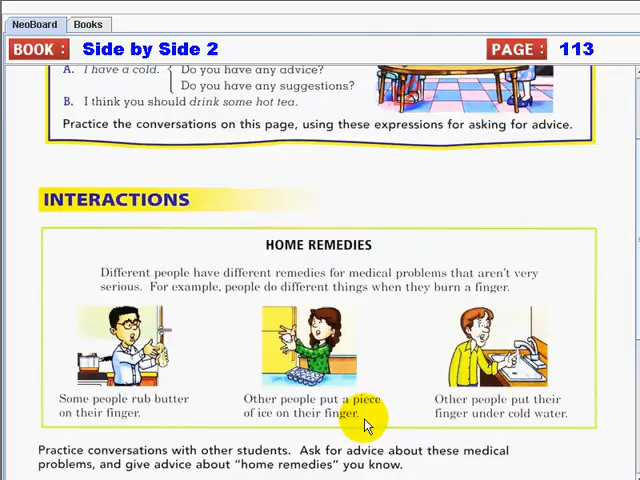 NeoBoard Books
BOOK : Side by Side 2 PAGE : 113
A. I have a cold. { Do you have any advice?
Do you have any suggestions?
B. I think you should drink some hot tea.
Practice the conversations on this page, using these expressions for asking for advice.
INTERACTIONS
HOME REMEDIES
Different people have different remedies for medical problems that aren't very
serious. For example, people do different things when they burn a finger.
Some people rub butter
on their finger.
Other people put a piece
of ice on their finger.
Other people put their
finger under cold water.
Practice conversations with other students. Ask for advice about these medical
problems, and give advice about "home remedies" you know.